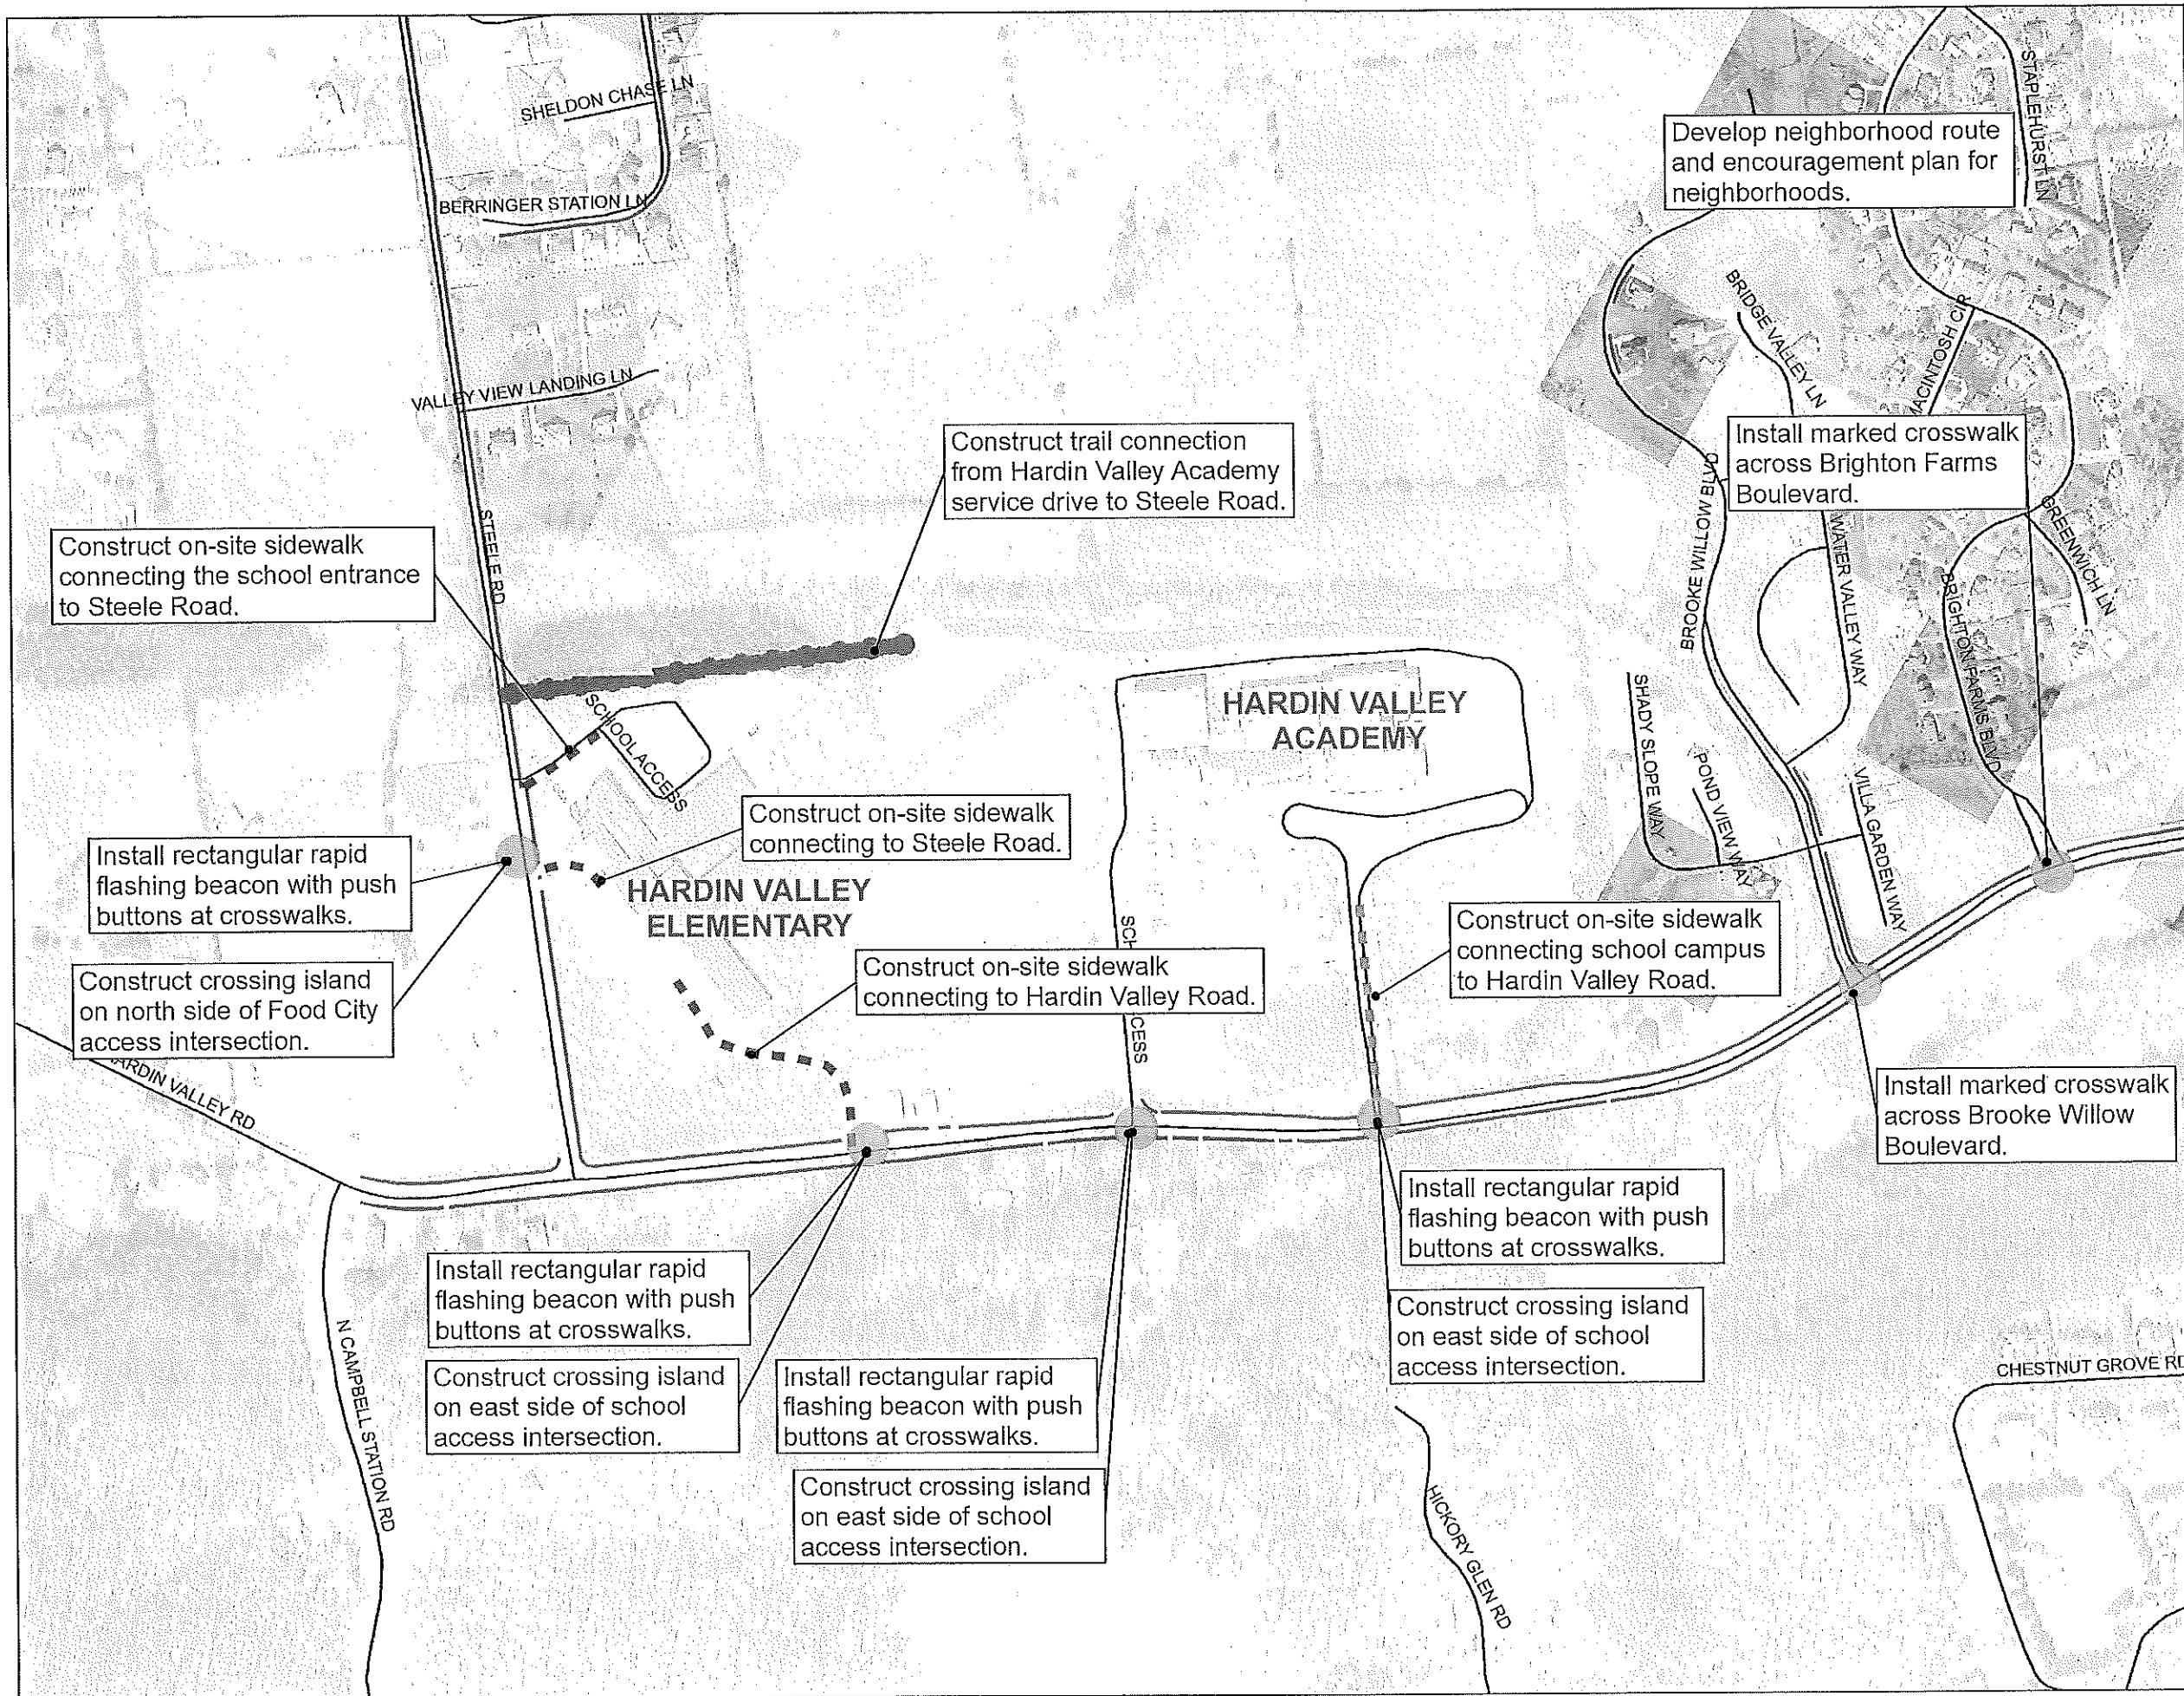 SHELDON CHASE LN
STAPLEHURST LN
Develop neighborhood route
and encouragement plan for
neighborhoods.
BERRINGER STATION LN
BRIDGE VALLEY LN
MACINTOSH CIR
VALLEY VIEW LANDING LN
Install marked crosswalk
across Brighton Farms
Boulevard.
Construct trail connection
from Hardin Valley Academy
service drive to Steele Road.
STEELE RD
BROOKE WILLOW BLVD
WATER VALLEY WAY
GREENWICH LN
BRIGHTON FARMS BLVD
Construct on-site sidewalk
connecting the school entrance
to Steele Road.
SCHOOL ACCESS
HARDIN VALLEY
ACADEMY
SHADY SLOPE WAY
POND VIEW WAY
VILLA GARDEN WAY
Construct on-site sidewalk
connecting to Steele Road.
Install rectangular rapid
flashing beacon with push
buttons at crosswalks.
HARDIN VALLEY
ELEMENTARY
Construct on-site sidewalk
connecting school campus
to Hardin Valley Road.
Construct crossing island
on north side of Food City
access intersection.
Construct on-site sidewalk
connecting to Hardin Valley Road.
HARDIN VALLEY RD
Install marked crosswalk
across Brooke Willow
Boulevard.
Install rectangular rapid
flashing beacon with push
buttons at crosswalks.
Install rectangular rapid
flashing beacon with push
buttons at crosswalks.
Construct crossing island
on east side of school
access intersection.
N CAMPBELL STATION RD
Construct crossing island
on east side of school
access intersection.
Install rectangular rapid
flashing beacon with push
buttons at crosswalks.
CHESTNUT GROVE RD
Construct crossing island
on east side of school
access intersection.
HICKORY GLEN RD